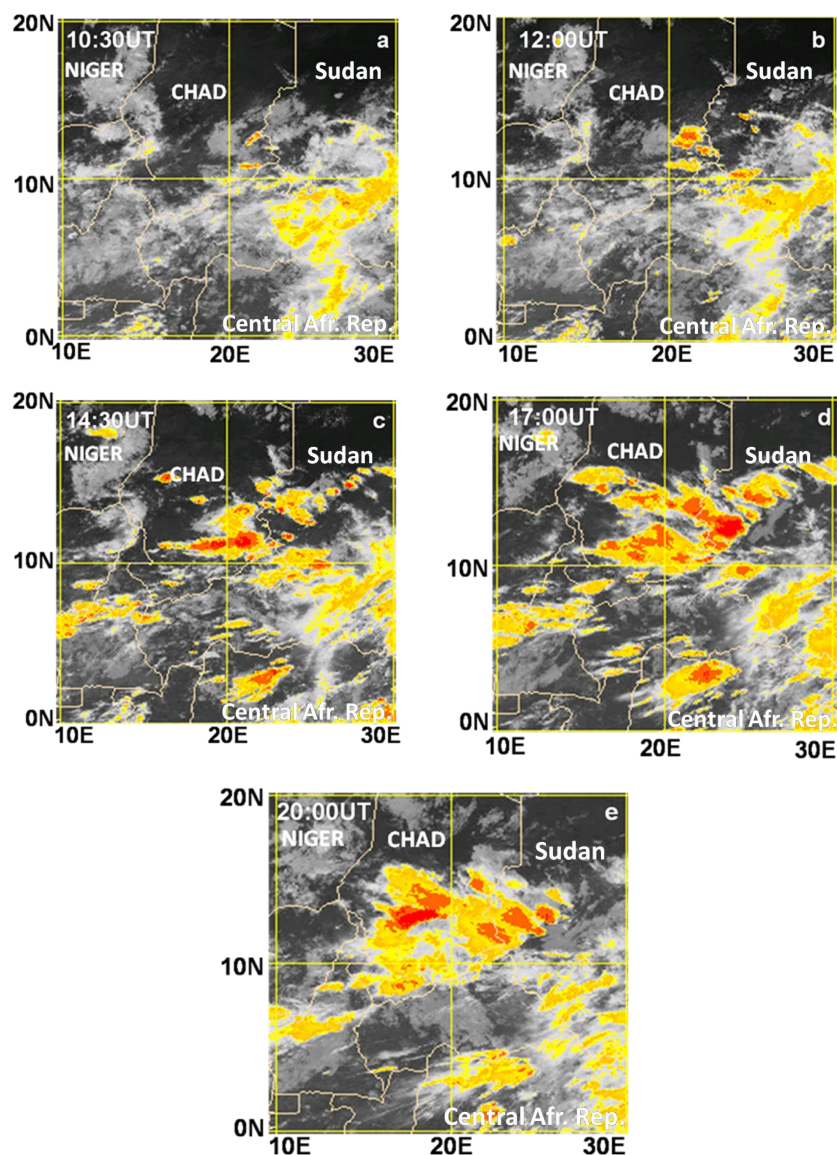 20N
10:30UT a
NIGER
CHAD
Sudan
10N
Central Afr. Rep.
0N
10E 20E 30E
20N
12:00UT b
NIGER
CHAD
Sudan
10N
Central Afr. Rep.
0N
10E 20E 30E
20N
14:30UT c
NIGER
CHAD
Sudan
10N
Central Afr. Rep.
0N
10E 20E 30E
20N
17:00UT d
NIGER
CHAD
Sudan
10N
Central Afr. Rep.
0N
10E 20E 30E
20N
20:00UT e
NIGER
CHAD
Sudan
10N
Central Afr. Rep.
0N
10E 20E 30E